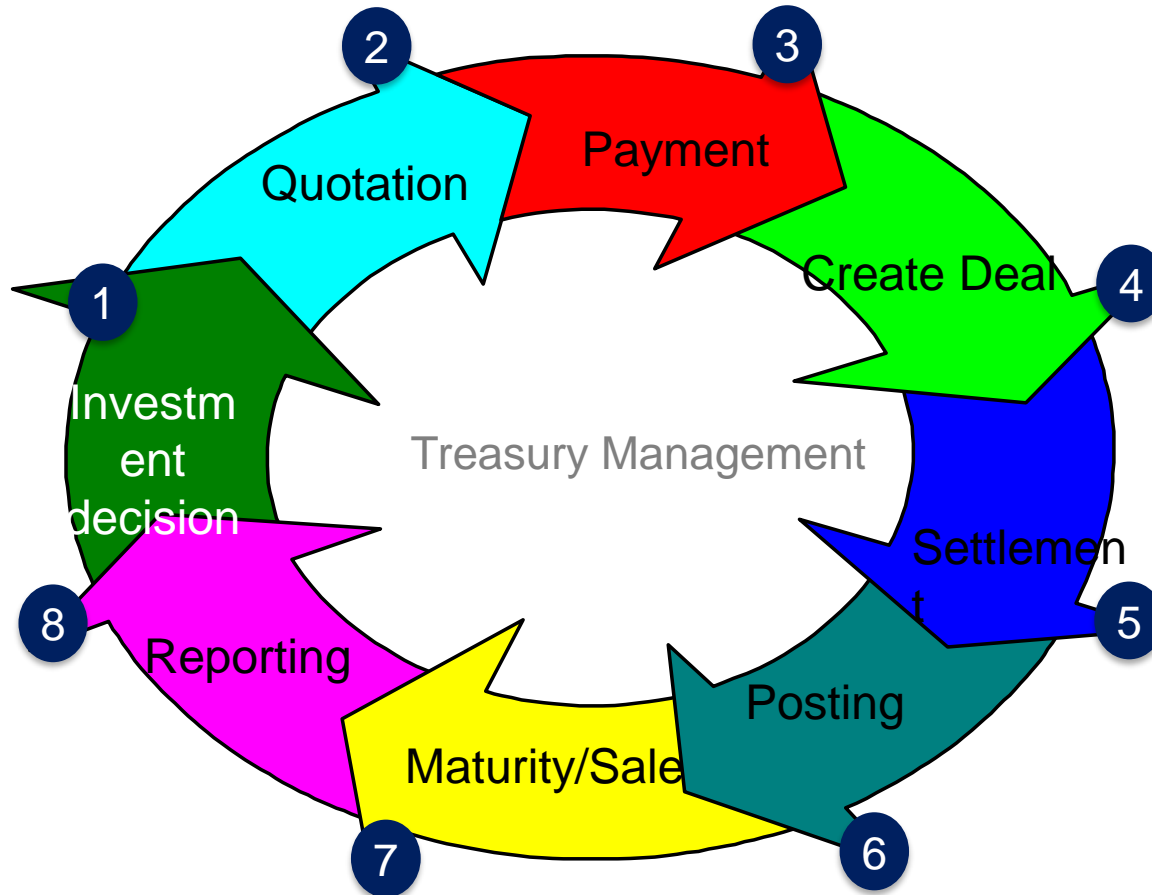 2
3
Payment
Quotation
Create Deal
4
1
Investm
ent
decision
Treasury Management
Settlemen
t
5
8
Reporting
Posting
Maturity/Sale
7
6